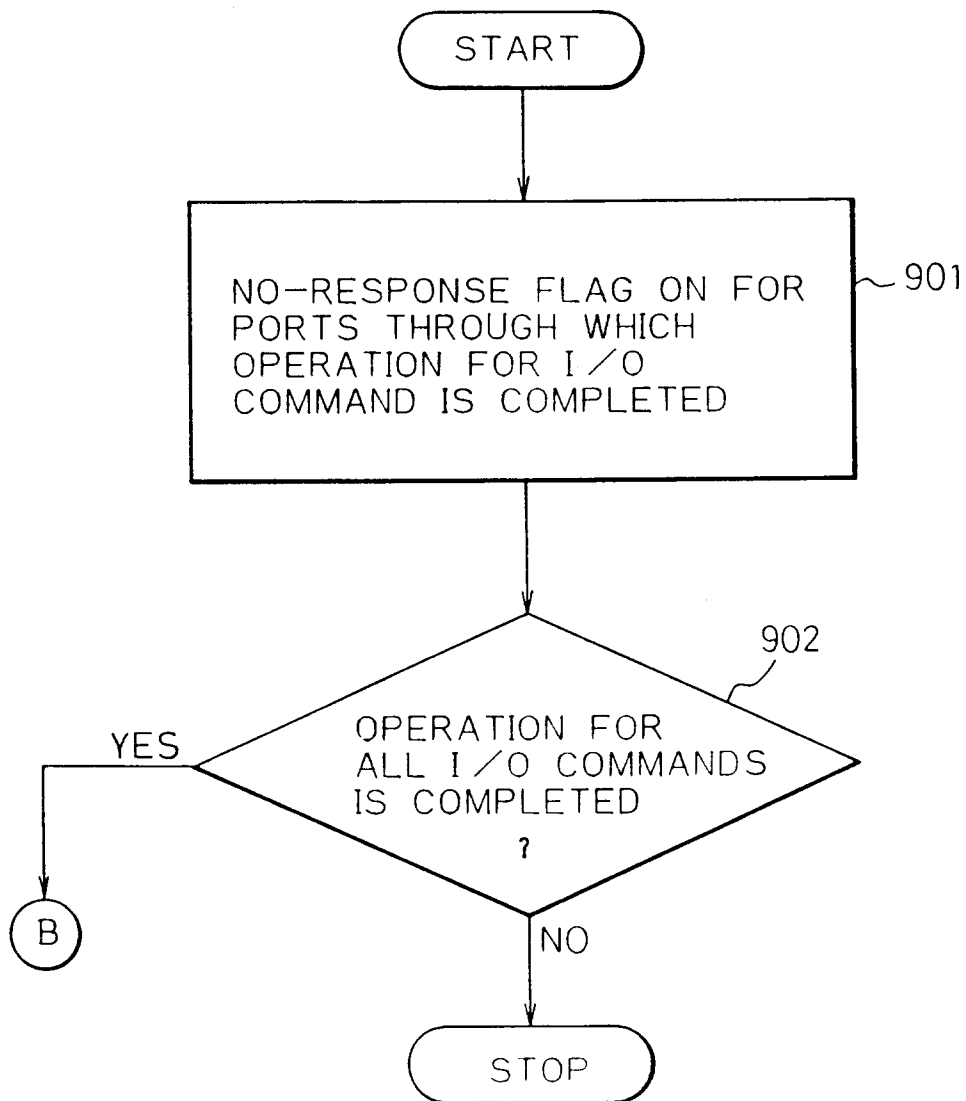 START
NO-RESPONSE FLAG ON FOR
PORTS THROUGH WHICH
OPERATION FOR I/O
COMMAND IS COMPLETED
901
902
OPERATION FOR
ALL I/O COMMANDS
IS COMPLETED
?
YES
B
NO
STOP